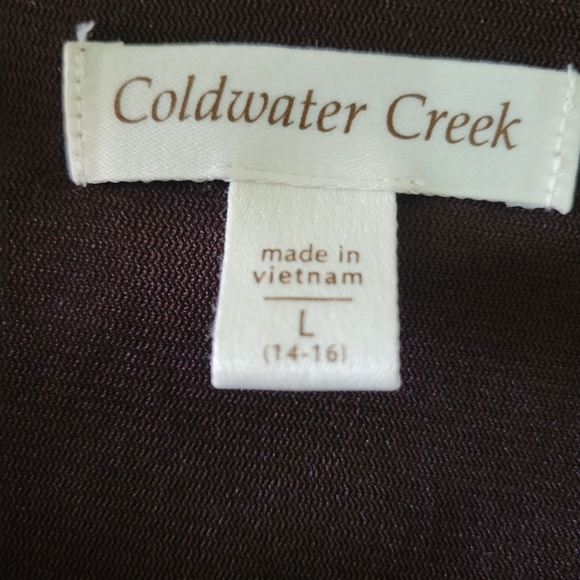 Coldwater Creek
made in
vietnam
L
(14-16)